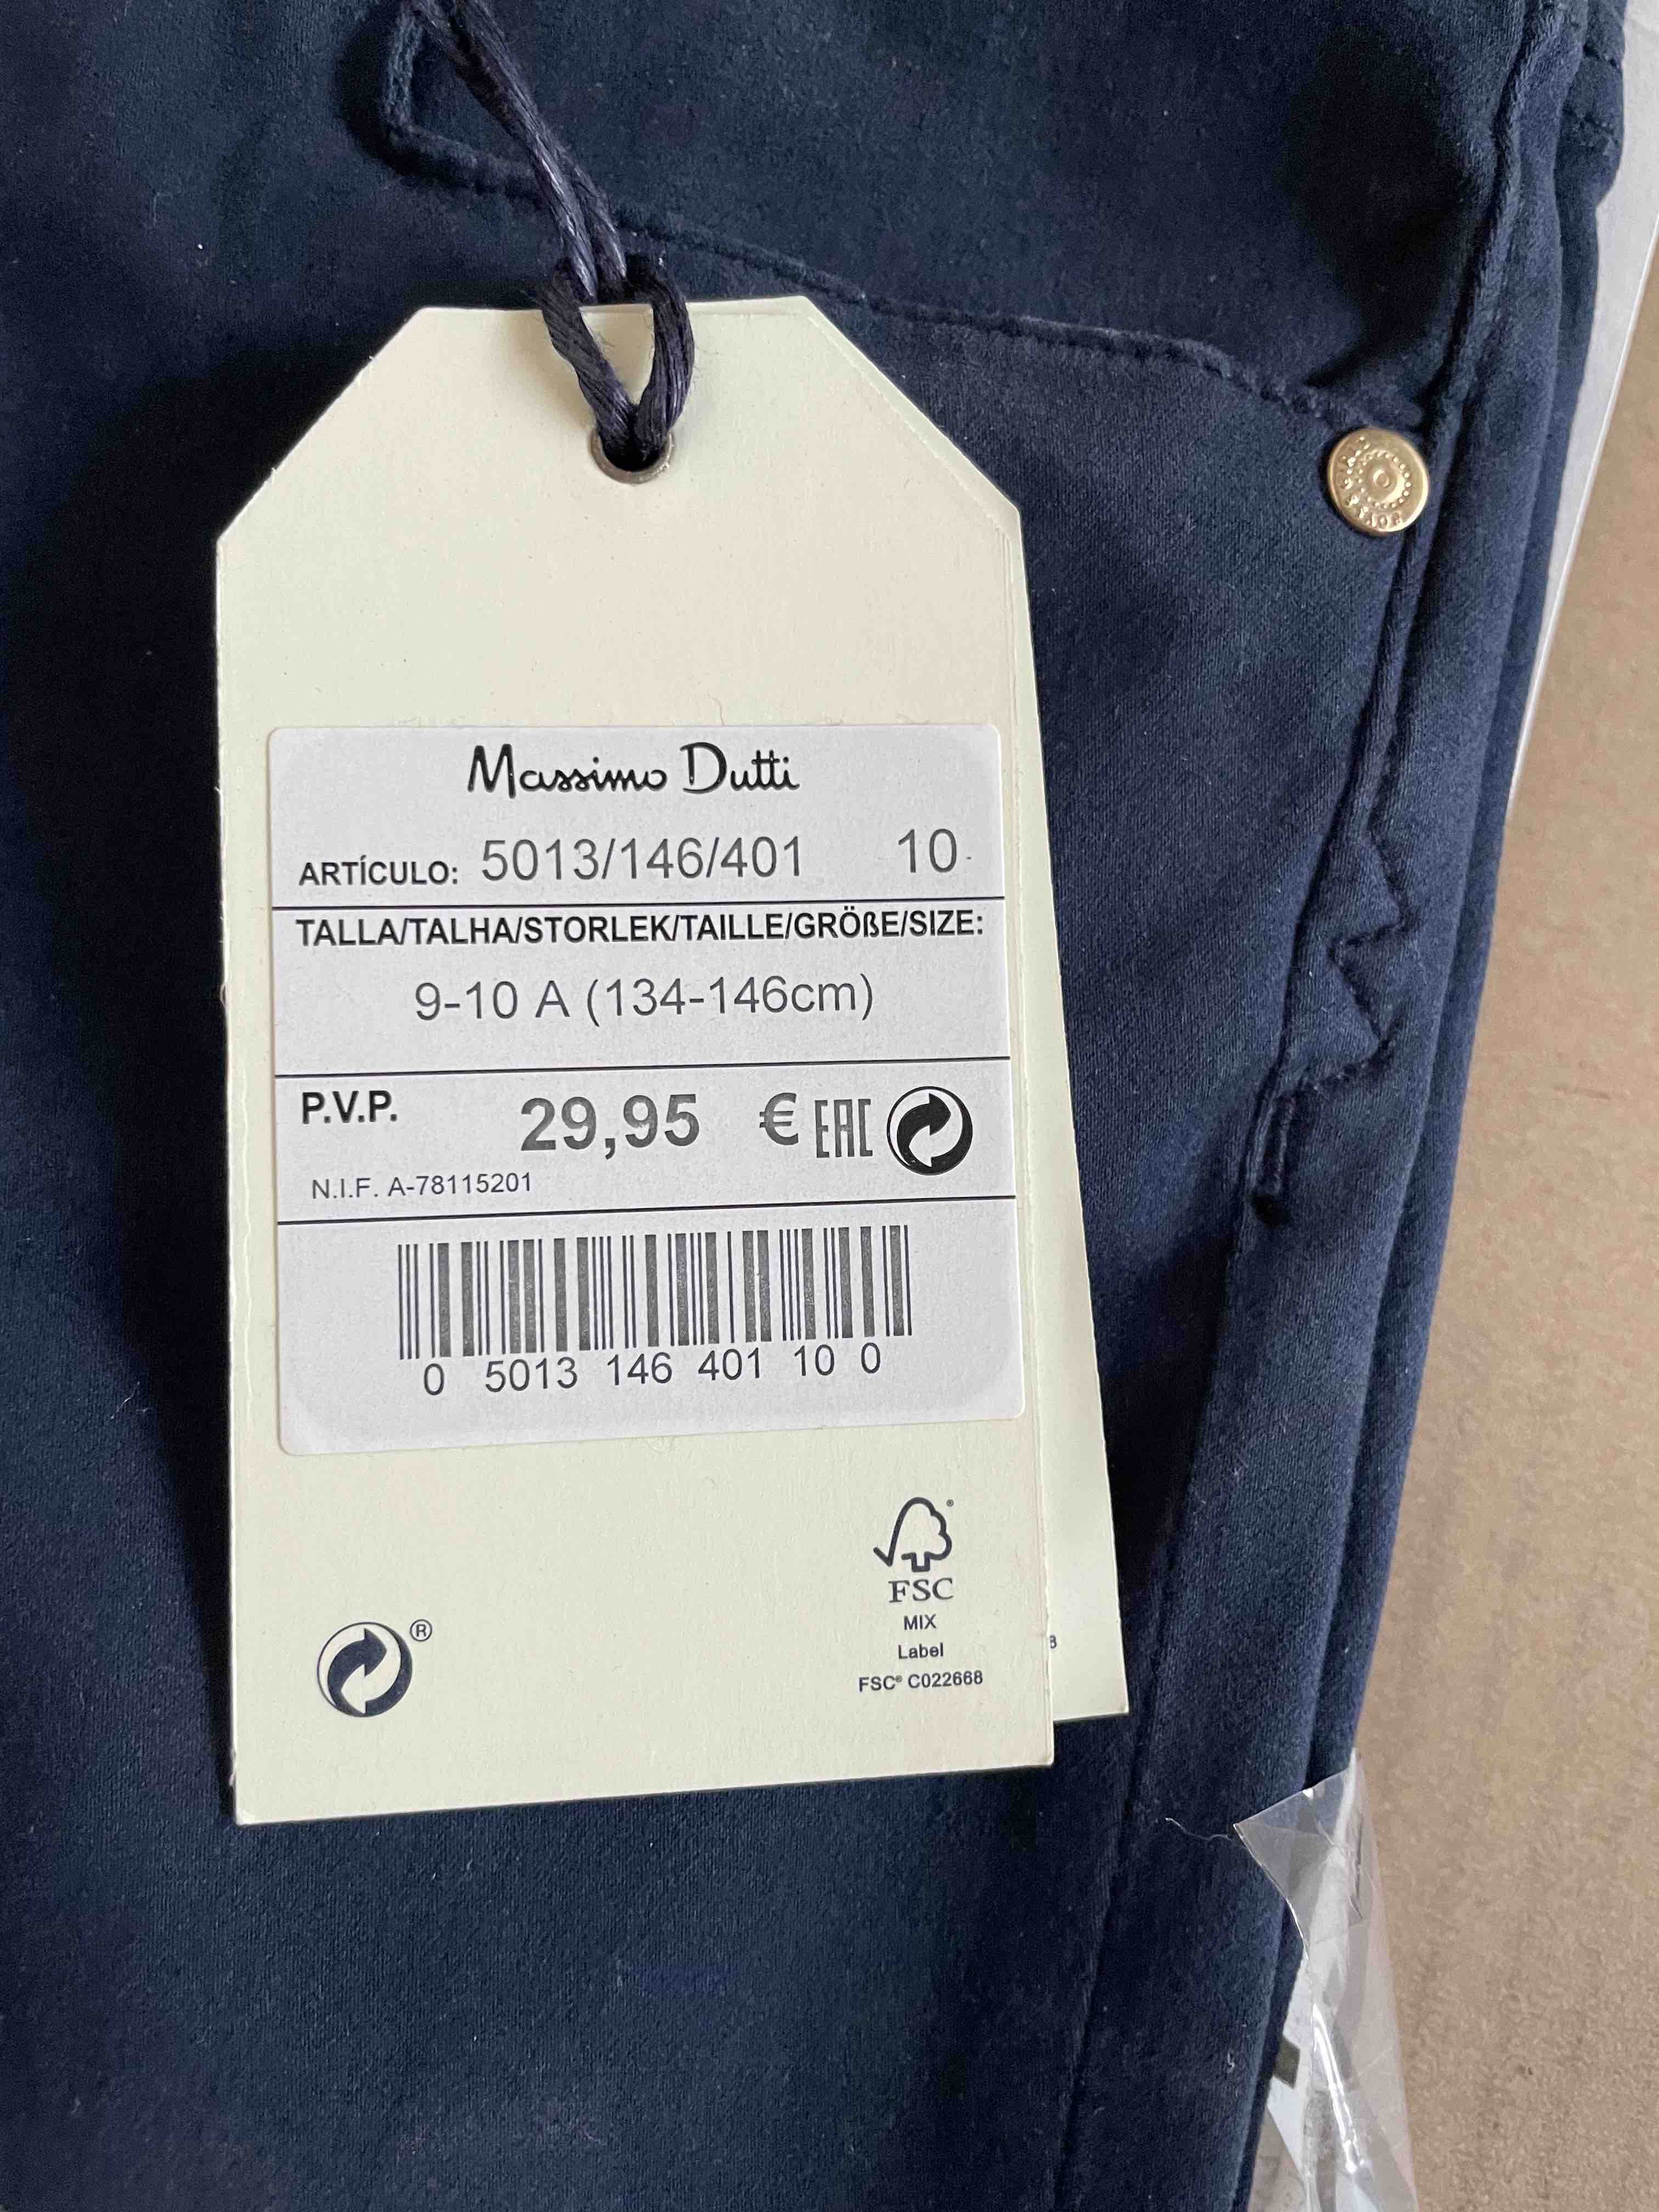 Massimo Dutti
ARTÍCULO: 5013/146/401 10
TALLA/TALHA/STORLEK/TAILLE/GRÖßE/SIZE:
9-10 A (134-146cm)
P.V.P. 29,95 € EAC
N.I.F. A-78115201
0 5013 146 401 10 0
FSC
MIX
Label
FSC® C022668
®